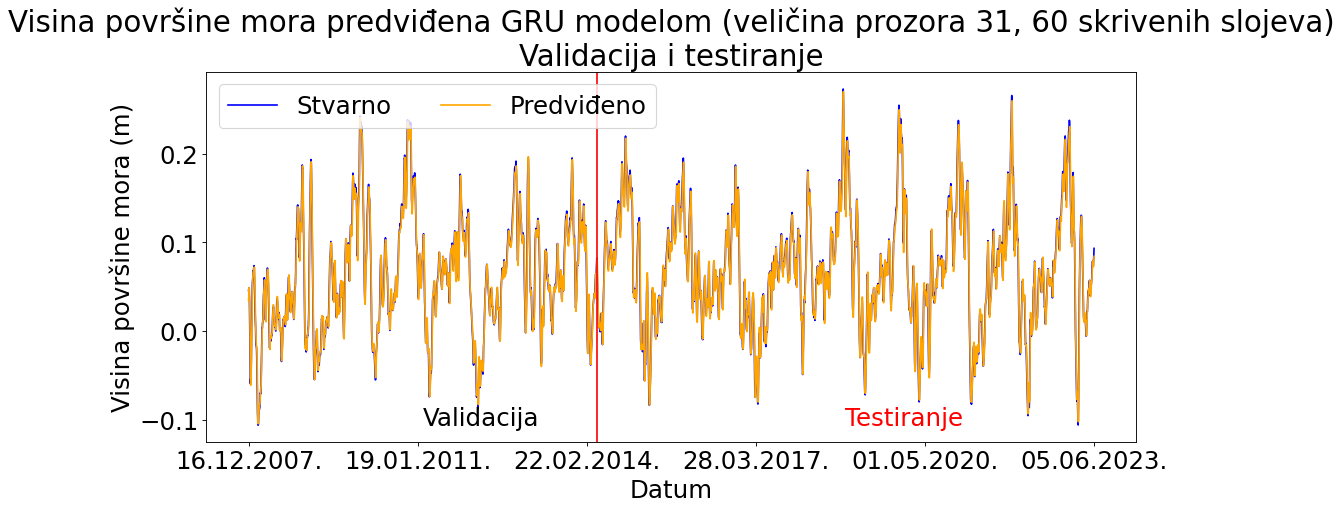 Visina površine mora predviđena GRU modelom (veličina prozora 31, 60 skrivenih slojeva)
Validacija i testiranje
Stvarno
Predviđeno
Visina površine mora (m)
0.2
0.1
0.0
−0.1
Validacija
Testiranje
16.12.2007.
19.01.2011.
22.02.2014.
28.03.2017.
01.05.2020.
05.06.2023.
Datum